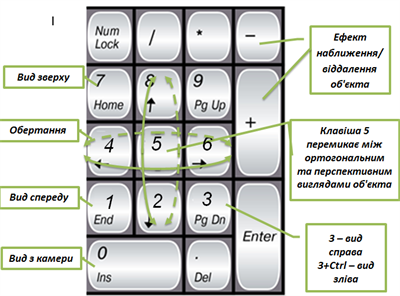 Num Lock
/
*
-
Ефект
наближення/
віддалення
об'єкта
Вид зверху
7
Home
8
9
Pg Up
+
Обертання
4
5
6
Клавіша 5
перемикає між
ортогональним
та перспективним
виглядами об'єкта
Вид спереду
1
End
2
3
Pg Dn
Enter
3 – вид
справа
3+Ctrl – вид
зліва
Вид з камери
0
Ins
.
Del